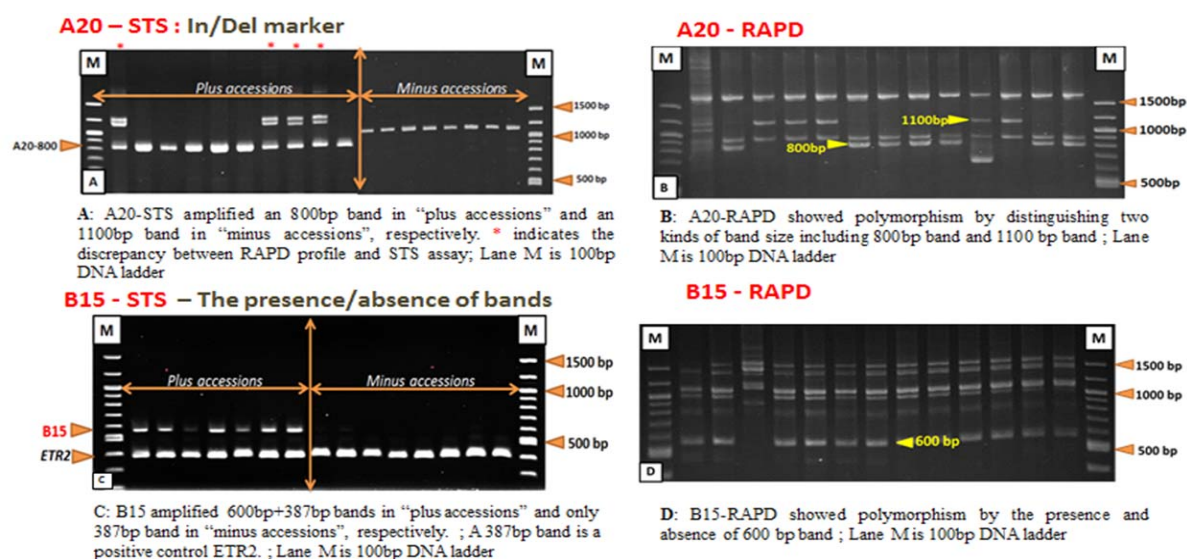 A20 – STS : In/Del marker
* * * *
M
Plus accessions
Minus accessions
M
1500 bp
1000 bp
500 bp
A20-800
A
A: A20-STS amplified an 800bp band in “plus accessions” and an
1100bp band in “minus accessions”, respectively. * indicates the
discrepancy between RAPD profile and STS assay; Lane M is 100bp
DNA ladder
A20 - RAPD
M
M
1100bp
800bp
1500bp
1000bp
500bp
B
B: A20-RAPD showed polymorphism by distinguishing two
kinds of band size including 800bp band and 1100 bp band ; Lane
M is 100bp DNA ladder
B15 - STS – The presence/absence of bands
M
Plus accessions
Minus accessions
M
1500 bp
1000 bp
500 bp
B15
ETR2
C
C: B15 amplified 600bp+387bp bands in “plus accessions” and only
387bp band in “minus accessions”, respectively. ; A 387bp band is a
positive control ETR2. ; Lane M is 100bp DNA ladder
B15 - RAPD
M
M
1500 bp
1000 bp
600 bp
500 bp
D
D: B15-RAPD showed polymorphism by the presence and
absence of 600 bp band ; Lane M is 100bp DNA ladder